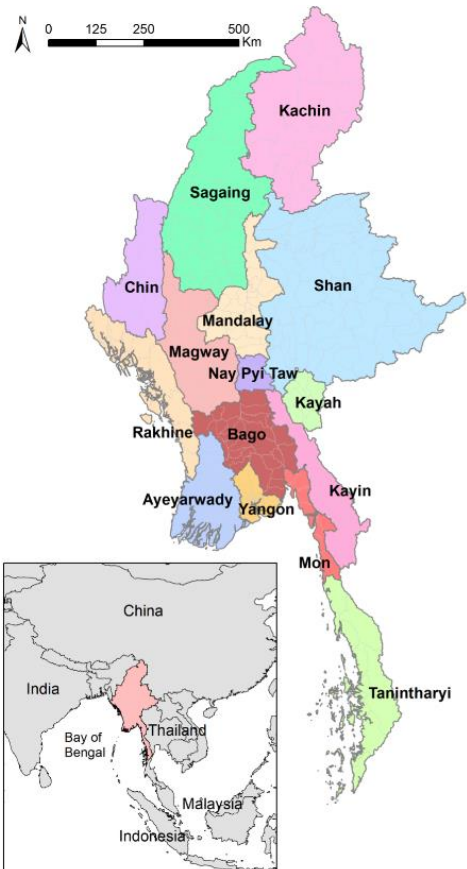 N
0 125 250 500
Km
Kachin
Sagaing
Chin
Shan
Mandalay
Magway
Nay Pyi Taw
Kayah
Rakhine
Bago
Ayeyarwady
Kayin
Yangon
Mon
Tanintharyi
China
India
Bay of
Bengal
Thailand
Malaysia
Indonesia